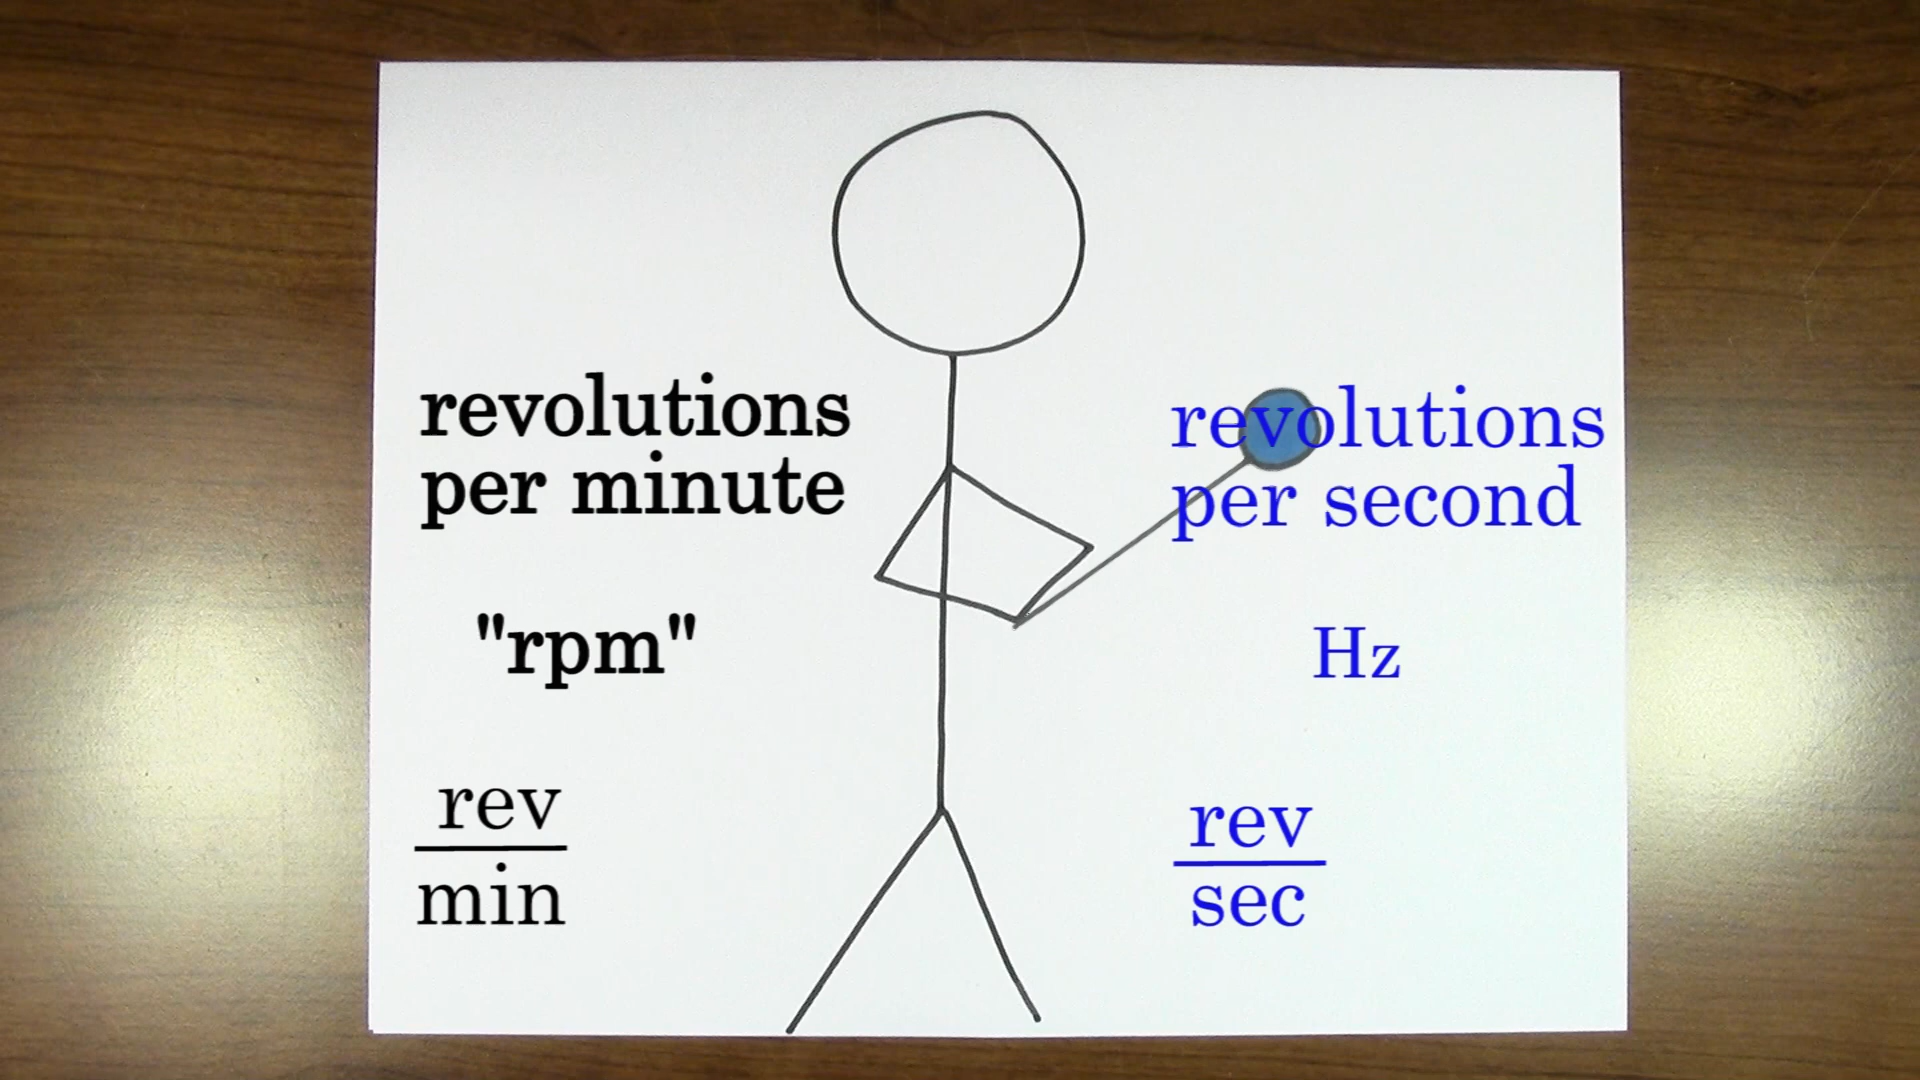 revolutions
per minute
"rpm"
rev
min
revolutions
per second
Hz
rev
sec